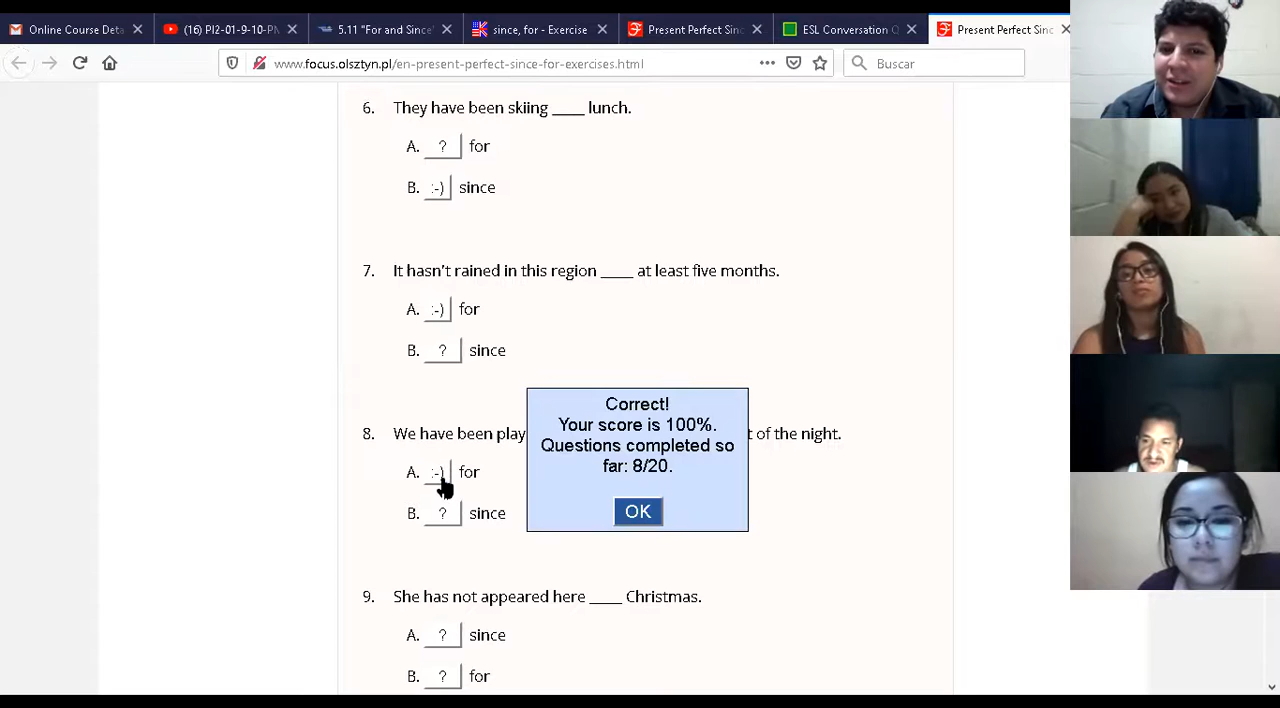 Online Course Deta
(16) PI2-01-9-10-PN
5.11 "For and Since"
since, for - Exercise
Present Perfect Sinc
ESL Conversation Q
Present Perfect Sinc
www.focus.olsztyn.pl/en-present-perfect-since-for-exercises.html
Buscar
6. They have been skiing ____ lunch.
A. ? for
B. :-) since
7. It hasn't rained in this region ____ at least five months.
A. :-) for
B. ? since
8. We have been play
t of the night.
A. :-) for
B. ? since
Correct!
Your score is 100%.
Questions completed so
far: 8/20.
OK
9. She has not appeared here ____ Christmas.
A. ? since
B. ? for